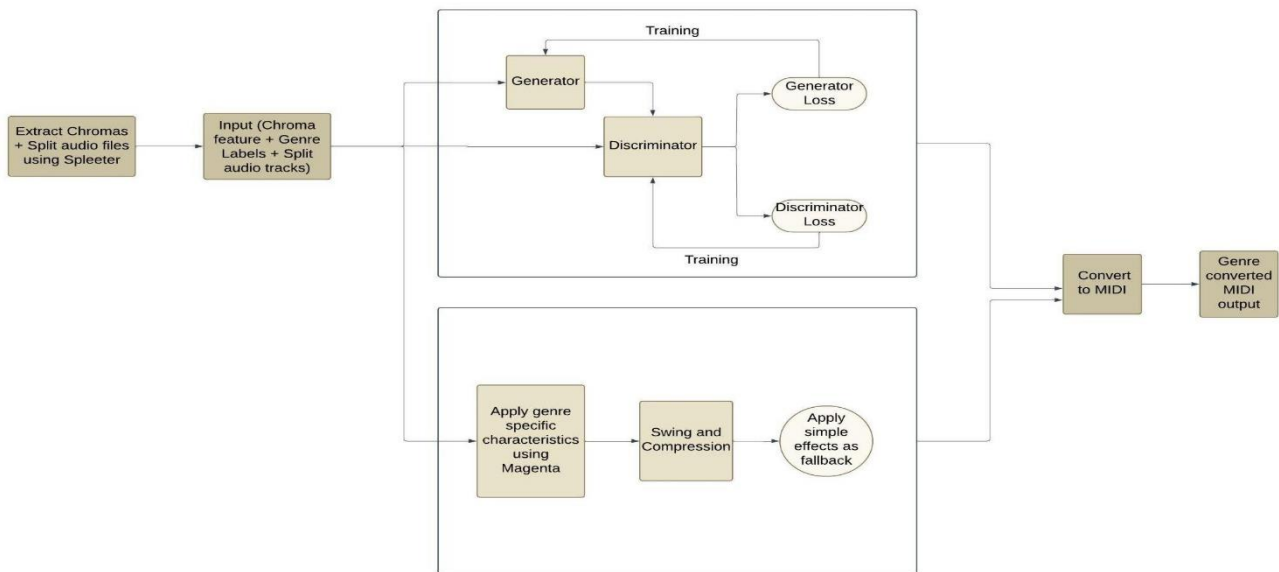 Extract Chromas
+ Split audio files
using Spleeter
Input (Chroma
feature + Genre
Labels + Split
audio tracks)
Training
Generator
Discriminator
Generator
Loss
Discriminator
Loss
Training
Apply genre
specific
characteristics
using
Magenta
Swing and
Compression
Apply
simple
effects as
fallback
Convert
to MIDI
Genre
converted
MIDI
output